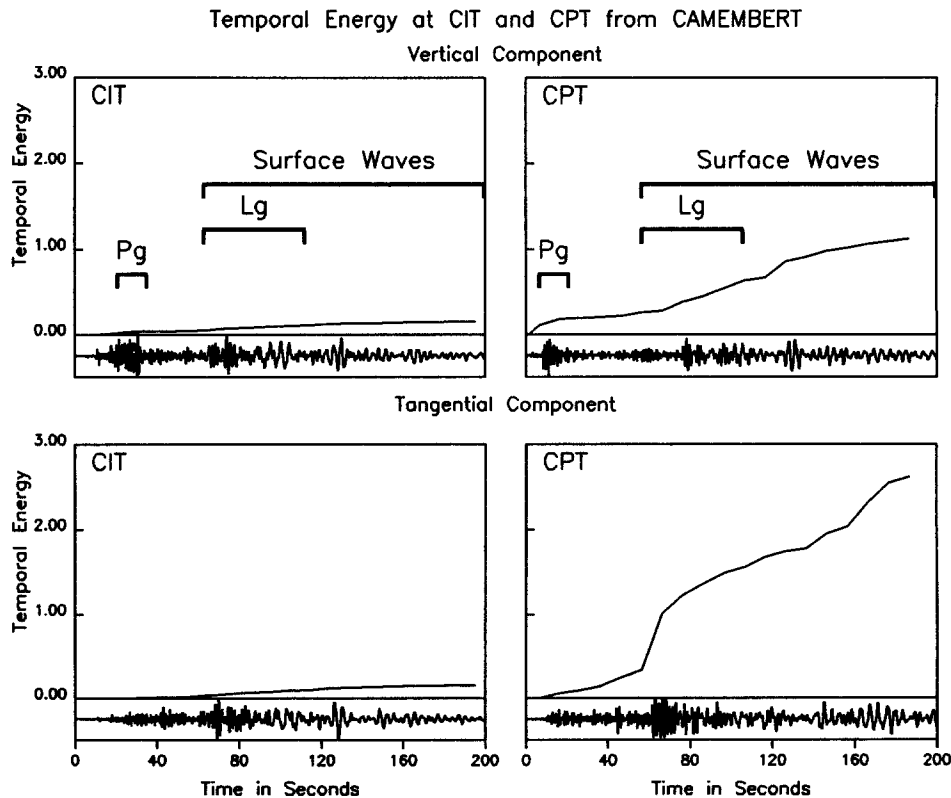 Temporal Energy at CIT and CPT from CAMEMBERT
Vertical Component
Temporal Energy
3.00
2.00
1.00
0.00
CIT
Surface Waves
Lg
Pg
CPT
Surface Waves
Lg
Pg
Tangential Component
Temporal Energy
3.00
2.00
1.00
0.00
CIT
CPT
0 40 80 120 160 200
0 40 80 120 160 200
Time in Seconds
Time in Seconds